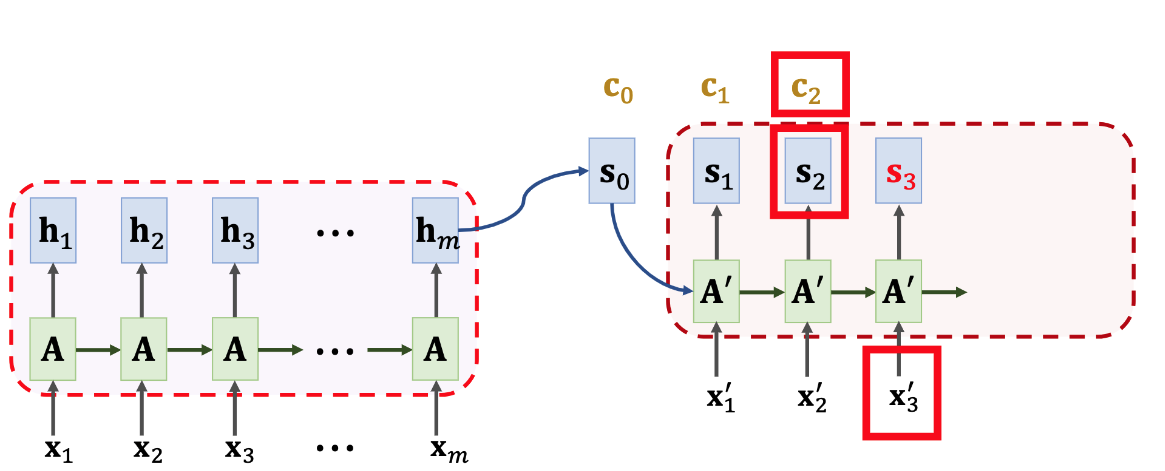 c₀ c₁ c₂
s₀ s₁ s₂ s₃
h₁ h₂ h₃ ··· hₘ
A′ A′ A′
A A A ··· A
x′₁ x′₂ x′₃
x₁ x₂ x₃ ··· xₘ